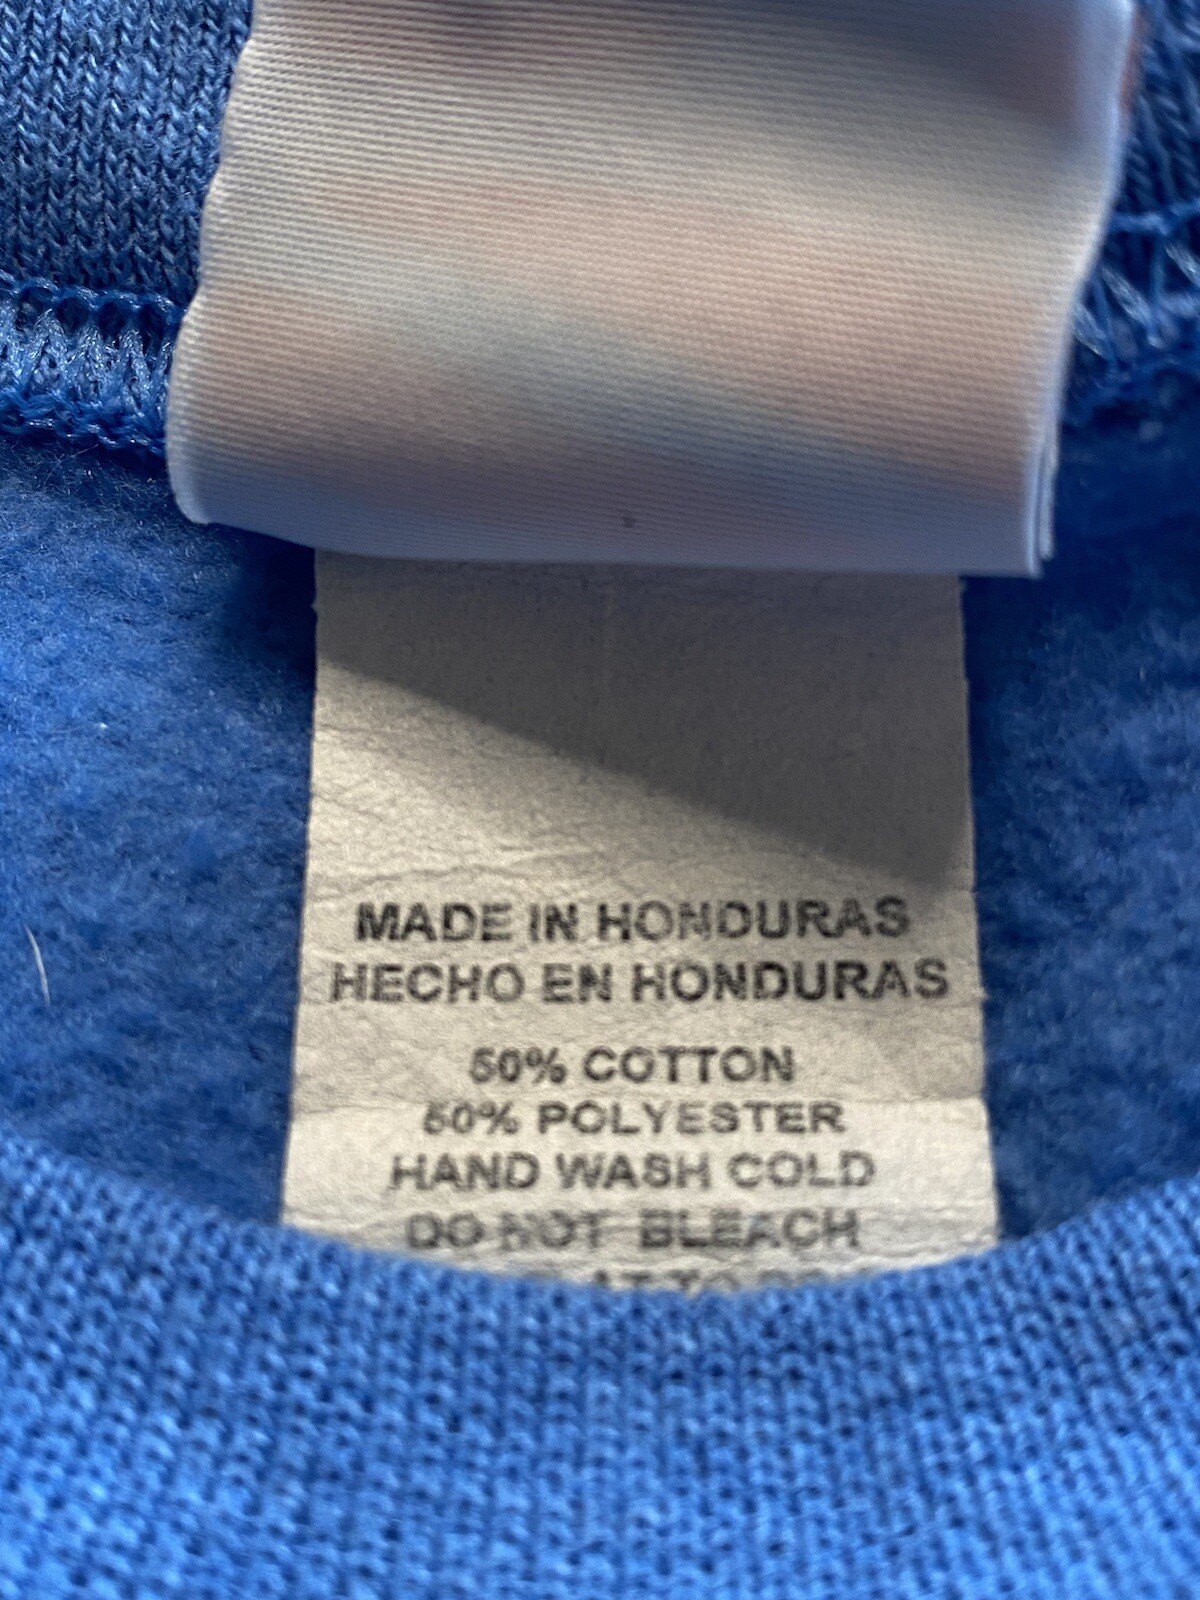 MADE IN HONDURAS
HECHO EN HONDURAS
50% COTTON
50% POLYESTER
HAND WASH COLD
DO NOT BLEACH